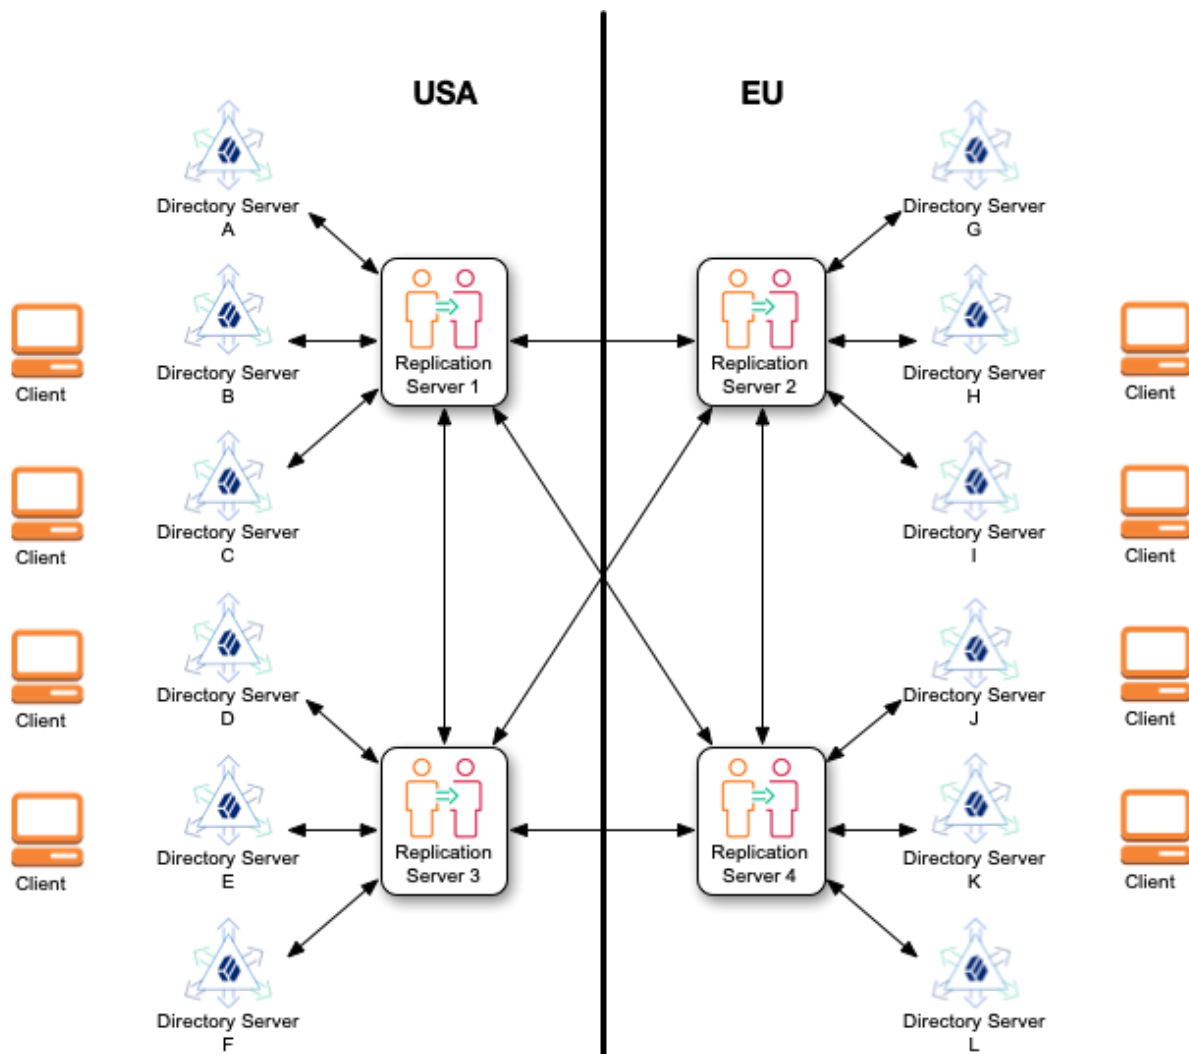 USA
EU
Directory Server
A
Directory Server
G
Directory Server
B
Replication
Server 1
Replication
Server 2
Directory Server
H
Client
Client
Directory Server
C
Directory Server
I
Client
Client
Directory Server
D
Directory Server
J
Client
Client
Directory Server
E
Replication
Server 3
Replication
Server 4
Directory Server
K
Client
Client
Directory Server
F
Directory Server
L